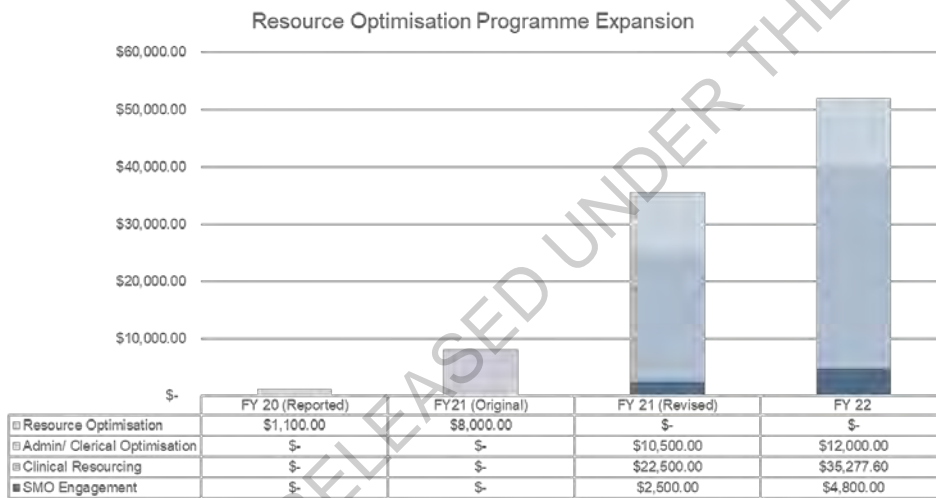 Resource Optimisation Programme Expansion
$60,000.00
$50,000.00
$40,000.00
$30,000.00
$20,000.00
$10,000.00
$-
FY 20 (Reported) FY21 (Original) FY 21 (Revised) FY 22
Resource Optimisation $1,100.00 $8,000.00 $- $-
Admin/ Clerical Optimisation $- $- $10,500.00 $12,000.00
Clinical Resourcing $- $- $22,500.00 $35,277.60
SMO Engagement $- $- $2,500.00 $4,800.00
RELEASED UNDER THE